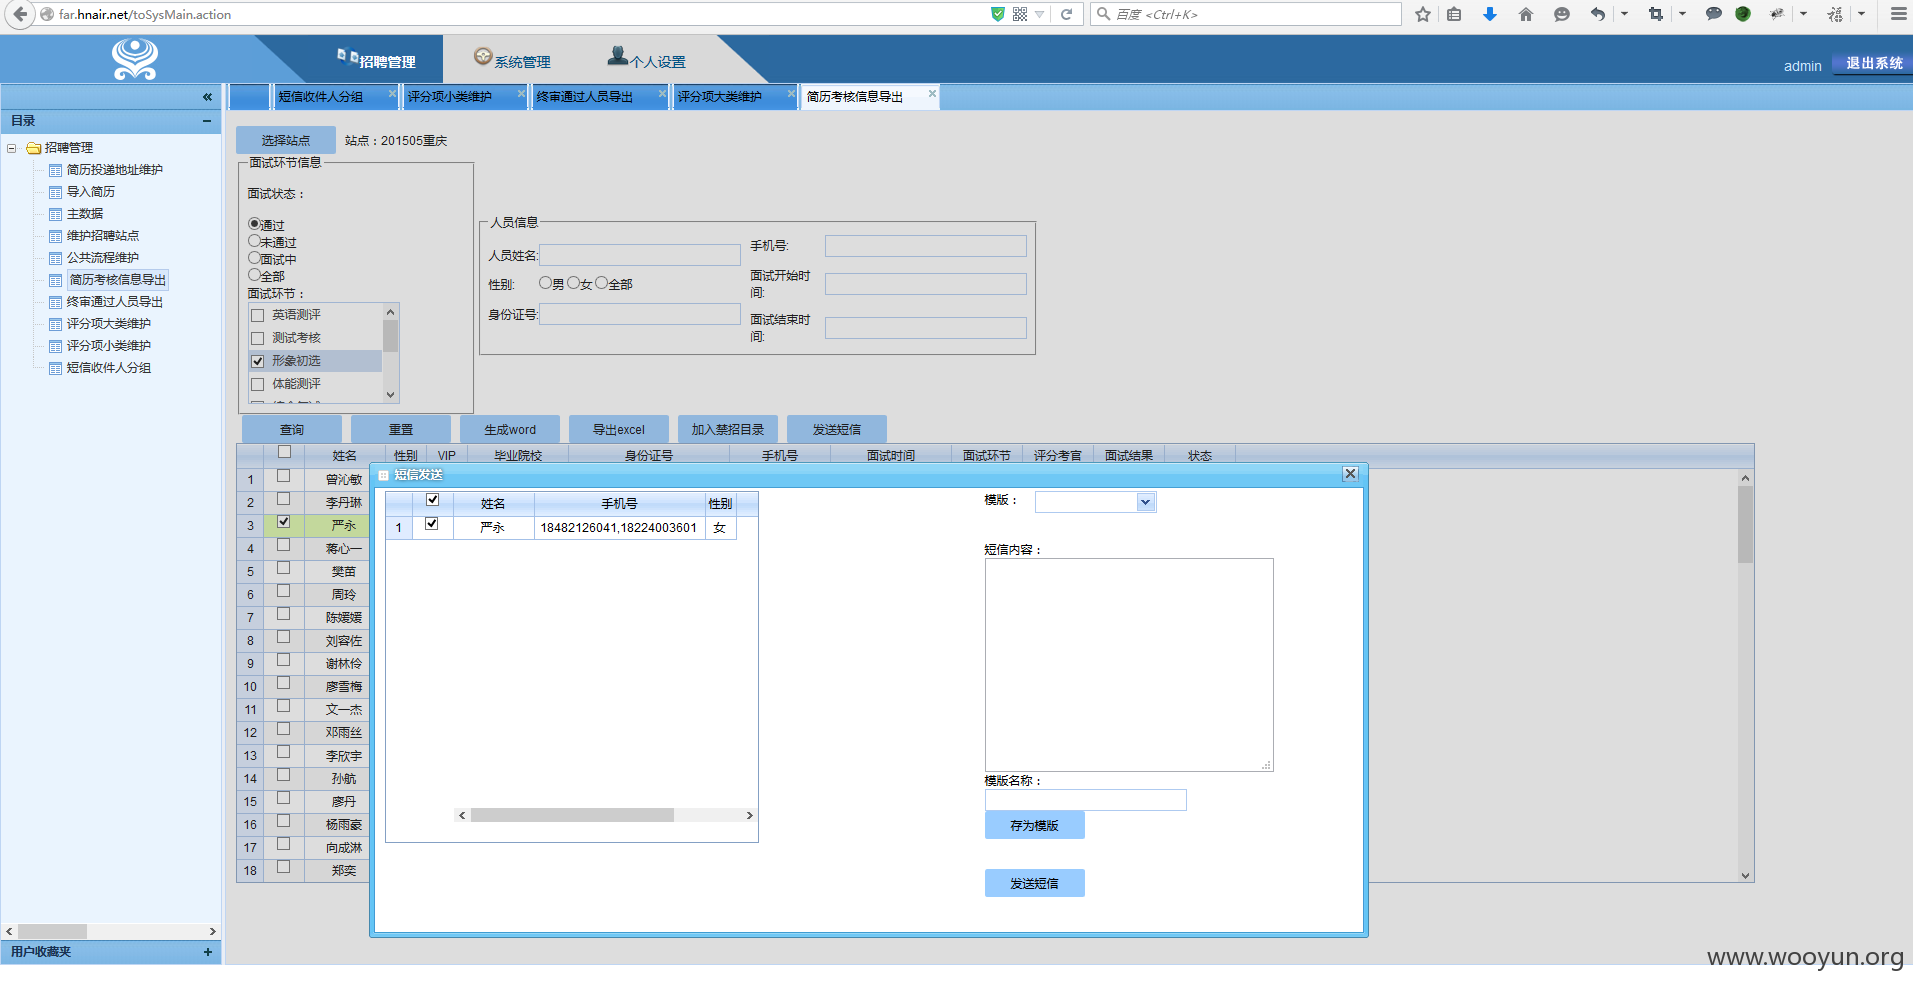 far.hnair.net/toSysMain.action
百度 <Ctrl+K>
招聘管理
系统管理
个人设置
admin
退出系统
短信收件人分组
评分项小类维护
终审通过人员导出
评分项大类维护
简历考核信息导出
目录
招聘管理
简历投递地址维护
导入简历
主数据
维护招聘站点
公共流程维护
简历考核信息导出
终审通过人员导出
评分项大类维护
评分项小类维护
短信收件人分组
用户收藏夹
选择站点
站点：201505重庆
面试环节信息
面试状态：
通过
未通过
面试中
全部
面试环节：
英语测评
测试考核
形象初选
体能测评
人员信息
人员姓名:
手机号:
性别:
男 女 全部
面试开始时间:
身份证号:
面试结束时间:
查询
重置
生成word
导出excel
加入禁招目录
发送短信
姓名 性别 VIP 毕业院校 身份证号 手机号 面试时间 面试环节 评分考官 面试结果 状态
1 曾沁敏
2 李丹琳
3 严永
4 蒋心一
5 樊苗
6 周玲
7 陈媛媛
8 刘容佐
9 谢林伶
10 廖雪梅
11 文一杰
12 邓雨丝
13 李欣宇
14 孙航
15 廖丹
16 杨雨豪
17 向成淋
18 郑奕
短信发送
姓名 手机号 性别
1 严永 18482126041,18224003601 女
模版：
短信内容：
模版名称：
存为模版
发送短信
www.wooyun.org